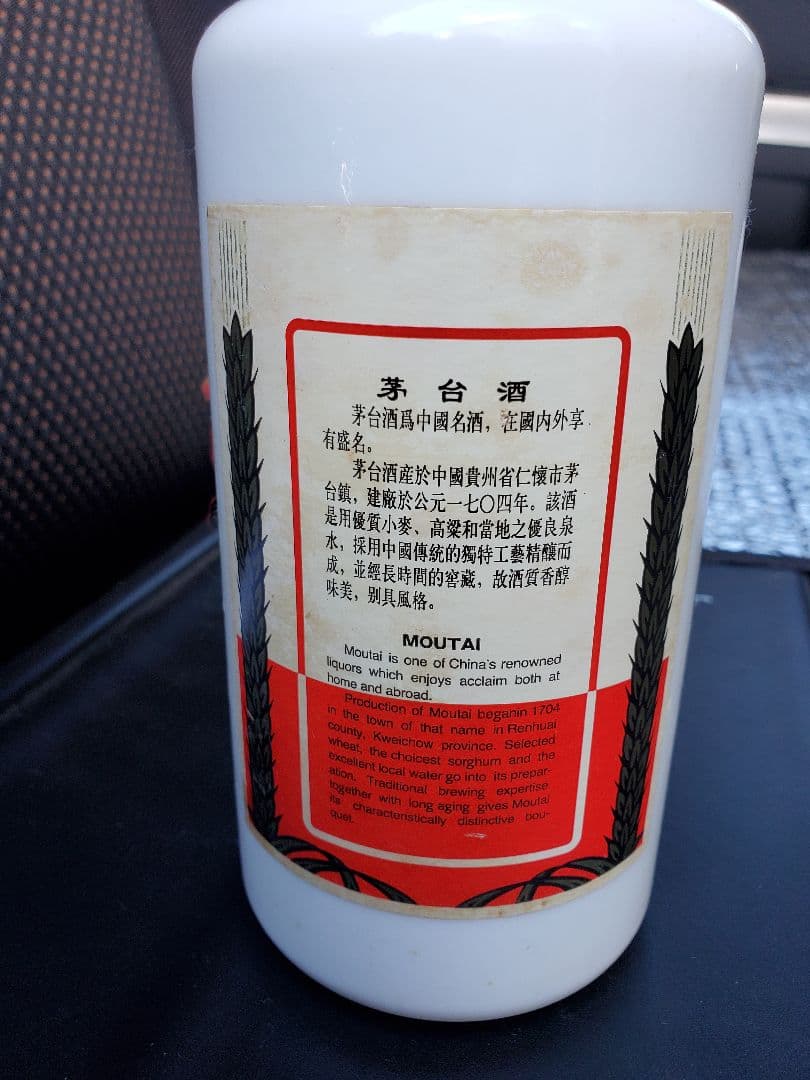 茅台酒
茅台酒爲中國名酒，在國内外享
有盛名。
茅台酒産於中國貴州省仁懷市茅
台鎮，建廠於公元一七〇四年。該酒
是用優質小麥、高粱和當地之優良泉
水，採用中國傳統的獨特工藝精釀而
成，並經長時間的窖藏，故酒質香醇
味美，别具風格。
MOUTAI
Moutai is one of China's renowned
liquors which enjoys acclaim both at
home and abroad.
Production of Moutai beganin 1704
in the town of that name in Renhuai
county, Kweichow province. Selected
wheat, the choicest sorghum and the
excellent local water go into its prepar-
ation. Traditional brewing expertise
together with long aging gives Moutai
its characteristically distinctive bou-
quet.